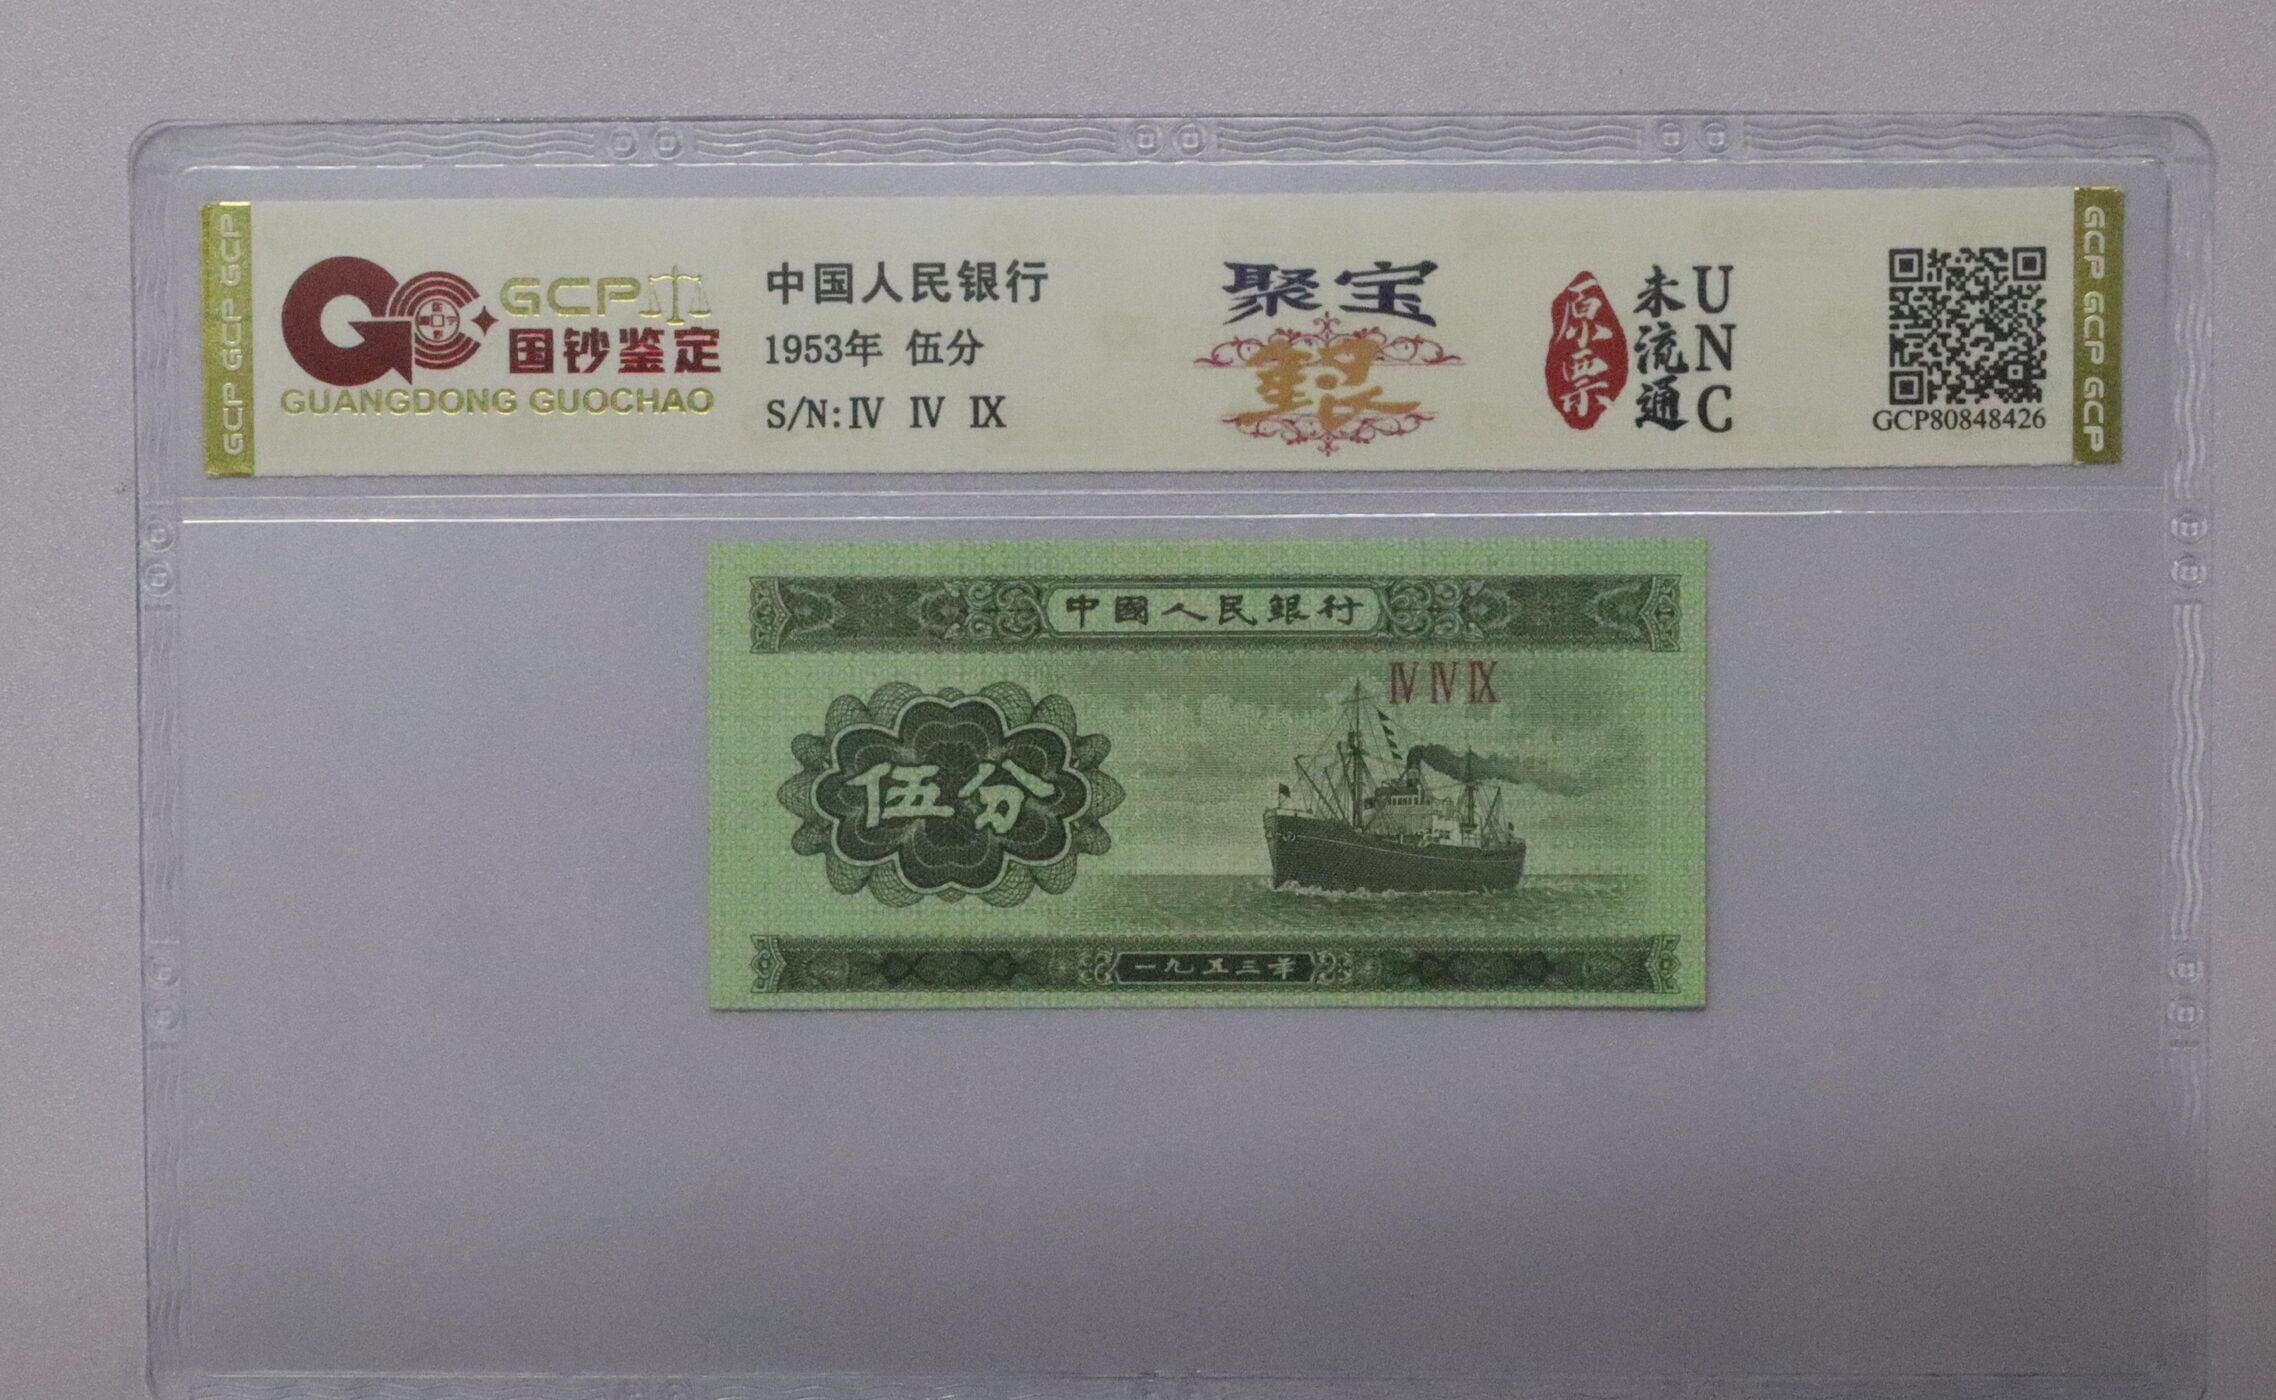 GCP GCP GCP
GCP
国钞鉴定
GUANGDONG GUOCHAO
中国人民银行
1953年 伍分
S/N: Ⅳ Ⅳ Ⅸ
聚宝
原票
未流通
UNC
GCP80848426
GCP GCP GCP
中國人民銀行
Ⅳ Ⅳ Ⅸ
伍分
一九五三年